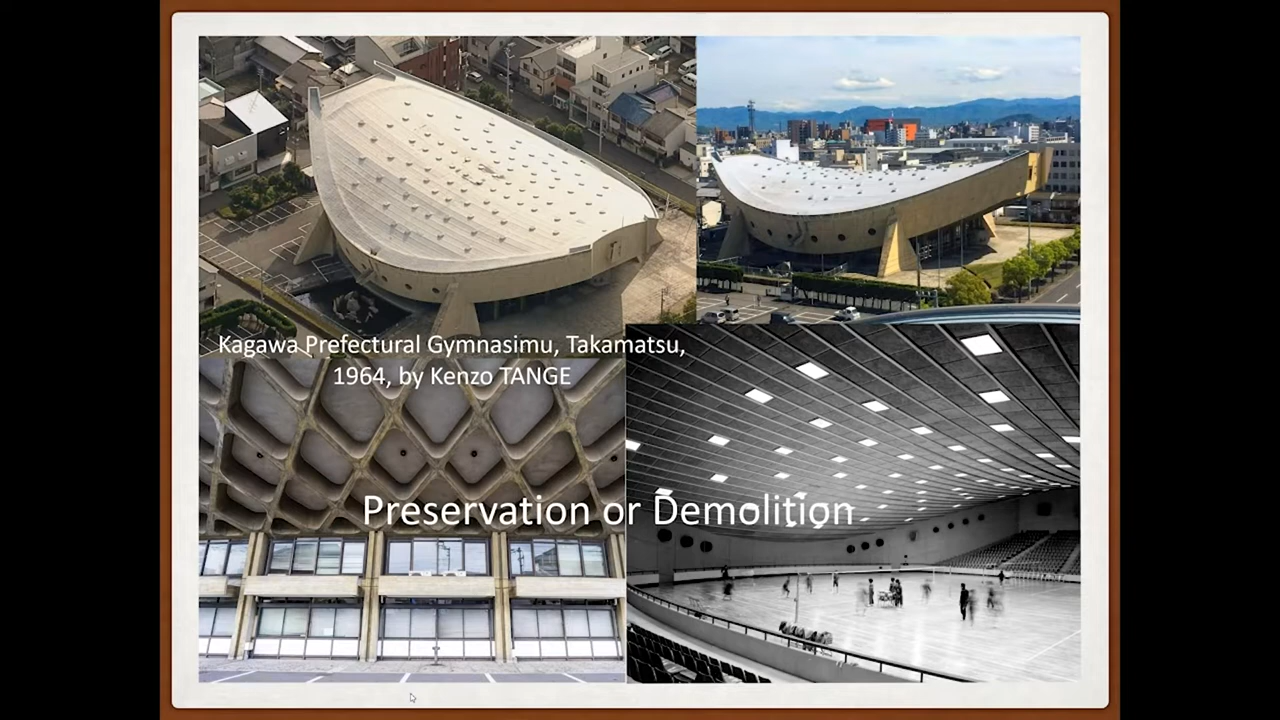 Kagawa Prefectural Gymnasimu, Takamatsu,
1964, by Kenzo TANGE
Preservation or Demolition